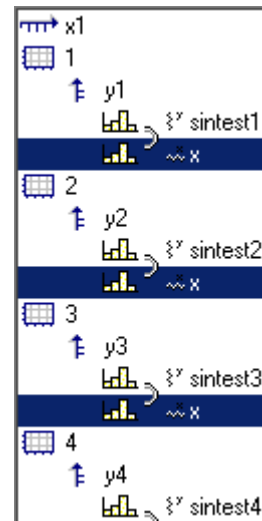 x1
1
y1
sintest1
x
2
y2
sintest2
x
3
y3
sintest3
x
4
y4
sintest4